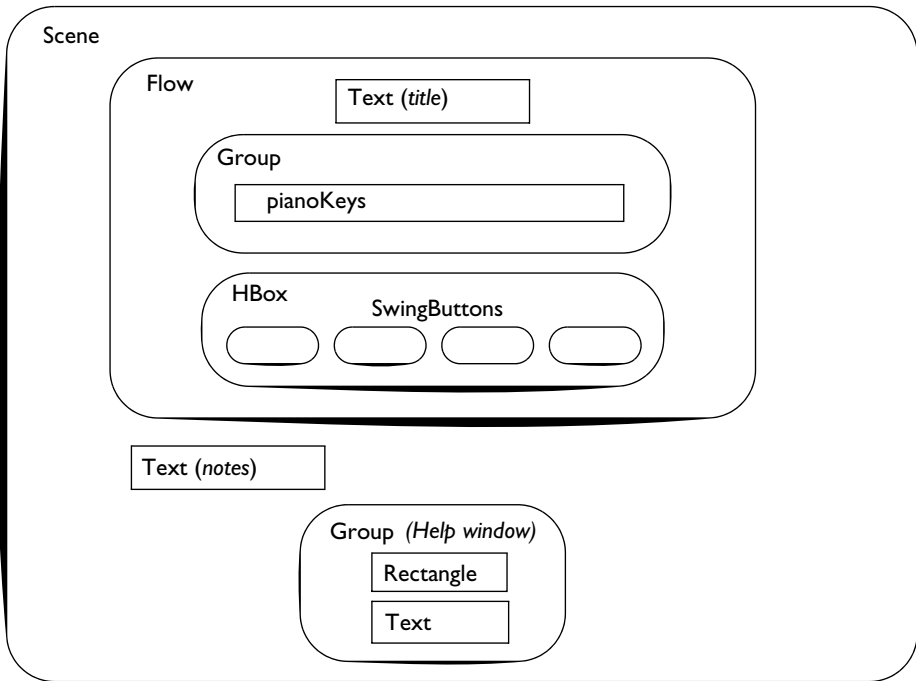 Scene
Flow
Text (title)
Group
pianoKeys
HBox
SwingButtons
Text (notes)
Group (Help window)
Rectangle
Text